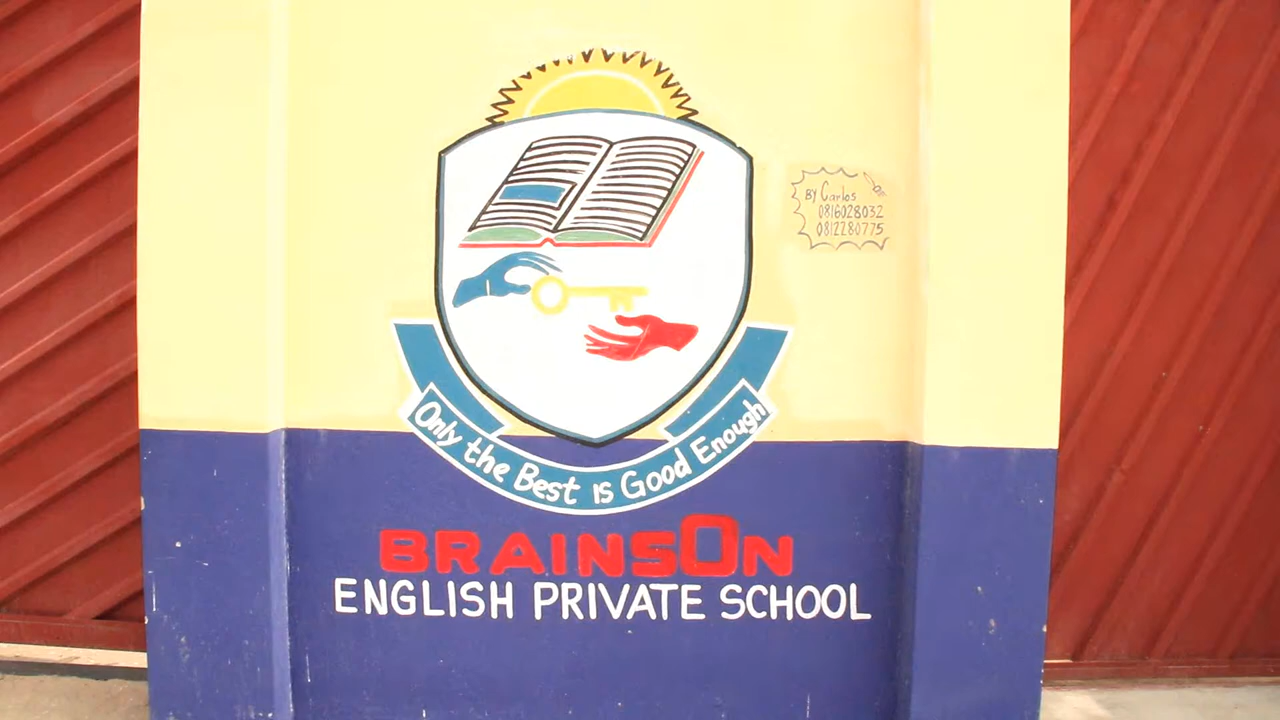 By Carlos
0816028032
0812280775
Only the Best is Good Enough
BRAINSON
ENGLISH PRIVATE SCHOOL